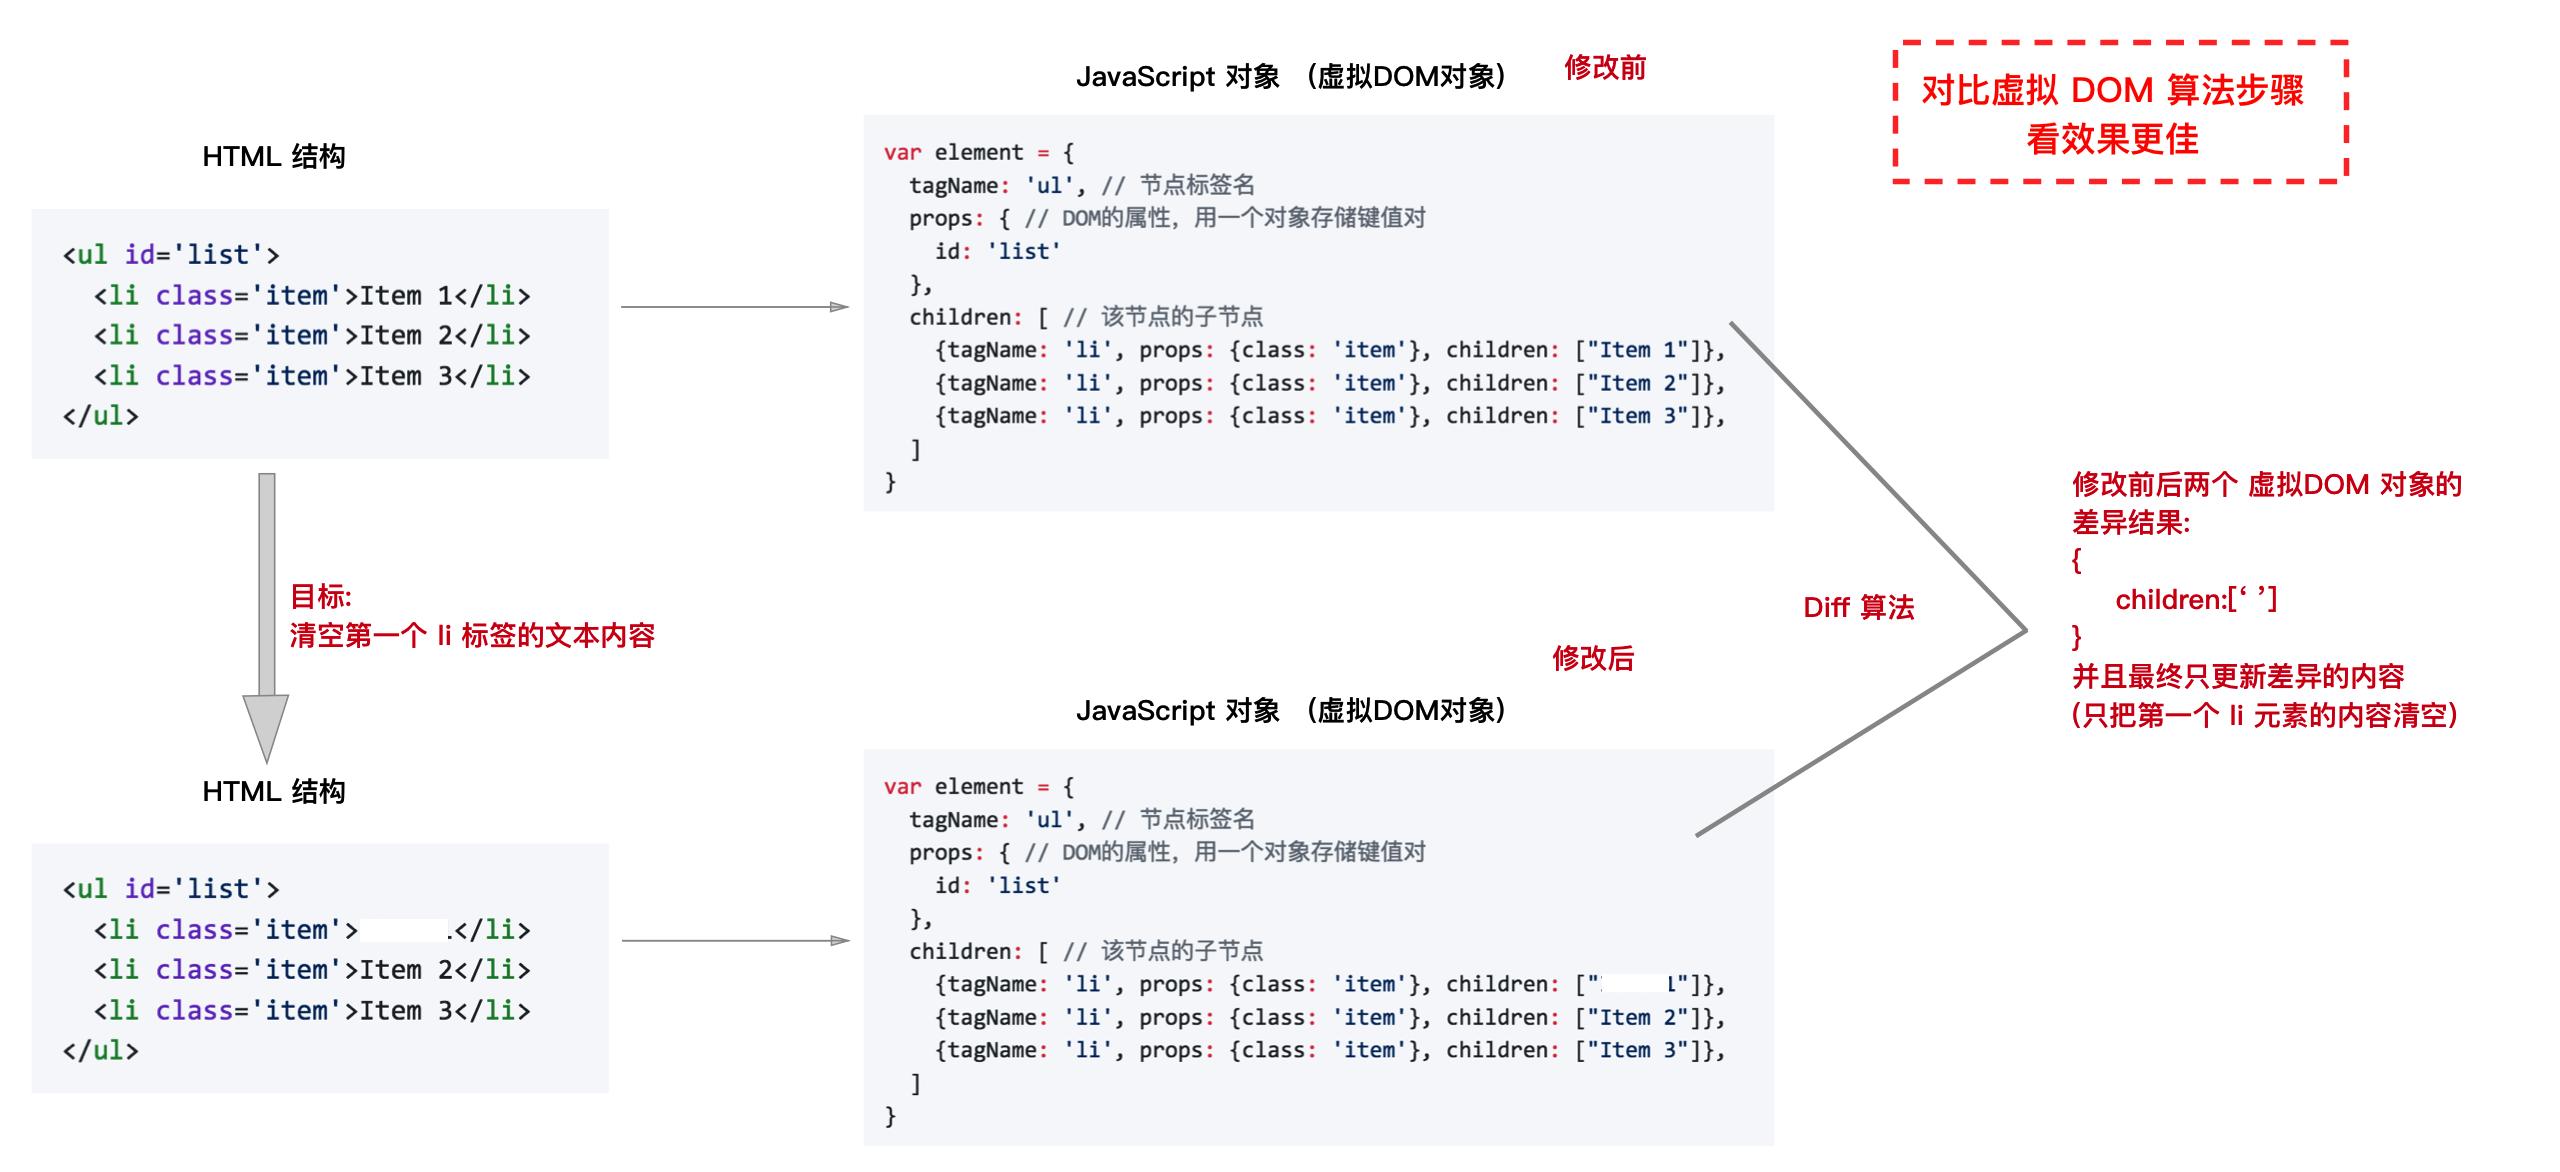 JavaScript 对象 （虚拟DOM对象） 修改前
对比虚拟 DOM 算法步骤
看效果更佳
HTML 结构
<ul id='list'>
  <li class='item'>Item 1</li>
  <li class='item'>Item 2</li>
  <li class='item'>Item 3</li>
</ul>
var element = {
  tagName: 'ul', // 节点标签名
  props: { // DOM的属性，用一个对象存储键值对
    id: 'list'
  },
  children: [ // 该节点的子节点
    {tagName: 'li', props: {class: 'item'}, children: ["Item 1"]},
    {tagName: 'li', props: {class: 'item'}, children: ["Item 2"]},
    {tagName: 'li', props: {class: 'item'}, children: ["Item 3"]},
  ]
}
目标:
清空第一个 li 标签的文本内容
Diff 算法
修改前后两个 虚拟DOM 对象的
差异结果:
{
children:[‘ ’]
}
并且最终只更新差异的内容
(只把第一个 li 元素的内容清空)
修改后
JavaScript 对象 （虚拟DOM对象）
HTML 结构
<ul id='list'>
  <li class='item'></li>
  <li class='item'>Item 2</li>
  <li class='item'>Item 3</li>
</ul>
var element = {
  tagName: 'ul', // 节点标签名
  props: { // DOM的属性，用一个对象存储键值对
    id: 'list'
  },
  children: [ // 该节点的子节点
    {tagName: 'li', props: {class: 'item'}, children: [" "]},
    {tagName: 'li', props: {class: 'item'}, children: ["Item 2"]},
    {tagName: 'li', props: {class: 'item'}, children: ["Item 3"]},
  ]
}